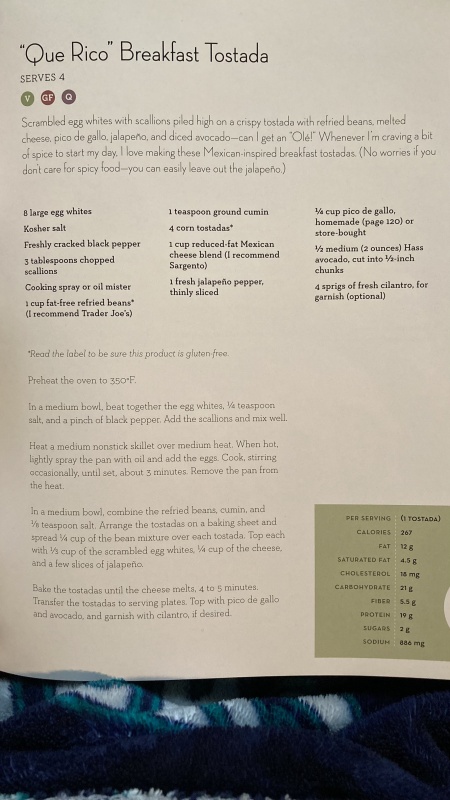 “Que Rico” Breakfast Tostada
SERVES 4
V GF Q
Scrambled egg whites with scallions piled high on a crispy tostada with refried beans, melted
cheese, pico de gallo, jalapeño, and diced avocado—can I get an “Olé!” Whenever I'm craving a bit
of spice to start my day, I love making these Mexican-inspired breakfast tostadas. (No worries if you
don't care for spicy food—you can easily leave out the jalapeño.)
8 large egg whites
Kosher salt
Freshly cracked black pepper
3 tablespoons chopped
scallions
Cooking spray or oil mister
1 cup fat-free refried beans*
(I recommend Trader Joe's)
1 teaspoon ground cumin
4 corn tostadas*
1 cup reduced-fat Mexican
cheese blend (I recommend
Sargento)
1 fresh jalapeño pepper,
thinly sliced
¼ cup pico de gallo,
homemade (page 120) or
store-bought
½ medium (2 ounces) Hass
avocado, cut into ½-inch
chunks
4 sprigs of fresh cilantro, for
garnish (optional)
*Read the label to be sure this product is gluten-free.
Preheat the oven to 350°F.
In a medium bowl, beat together the egg whites, ¼ teaspoon
salt, and a pinch of black pepper. Add the scallions and mix well.
Heat a medium nonstick skillet over medium heat. When hot,
lightly spray the pan with oil and add the eggs. Cook, stirring
occasionally, until set, about 3 minutes. Remove the pan from
the heat.
In a medium bowl, combine the refried beans, cumin, and
⅛ teaspoon salt. Arrange the tostadas on a baking sheet and
spread ¼ cup of the bean mixture over each tostada. Top each
with ⅓ cup of the scrambled egg whites, ¼ cup of the cheese,
and a few slices of jalapeño.
Bake the tostadas until the cheese melts, 4 to 5 minutes.
Transfer the tostadas to serving plates. Top with pico de gallo
and avocado, and garnish with cilantro, if desired.
PER SERVING (1 TOSTADA)
CALORIES 267
FAT 12 g
SATURATED FAT 4.5 g
CHOLESTEROL 18 mg
CARBOHYDRATE 21 g
FIBER 5.5 g
PROTEIN 19 g
SUGARS 2 g
SODIUM 886 mg